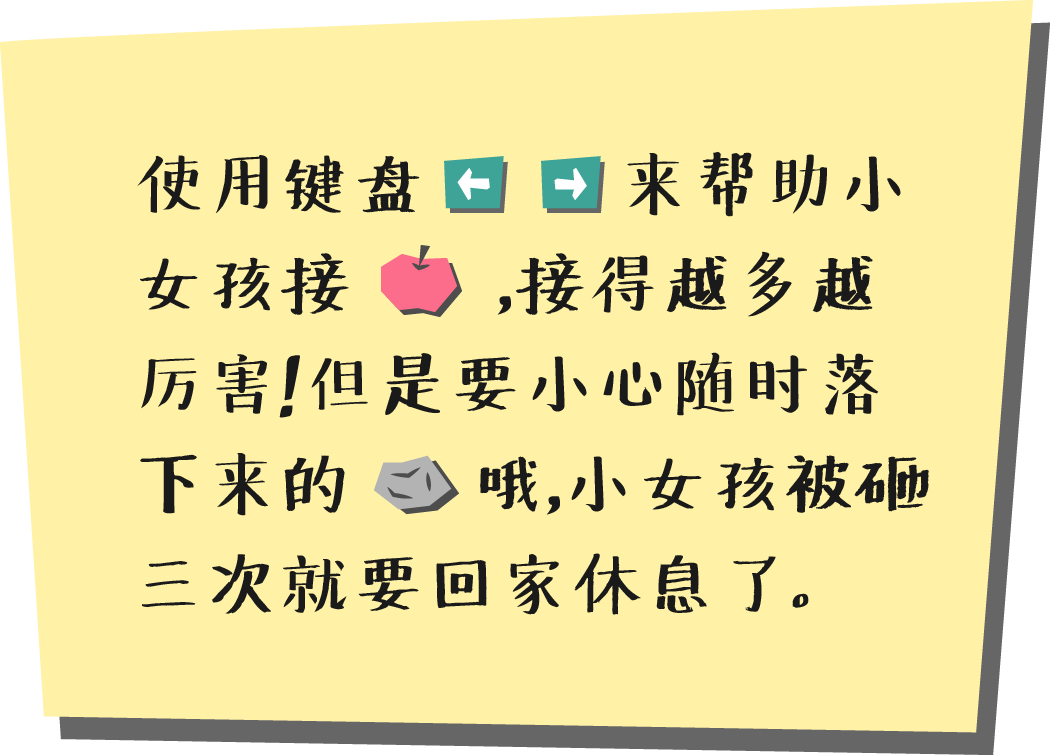 使用键盘 ← → 来帮助小
女孩接 ,接得越多越
厉害!但是要小心随时落
下来的 哦,小女孩被砸
三次就要回家休息了。